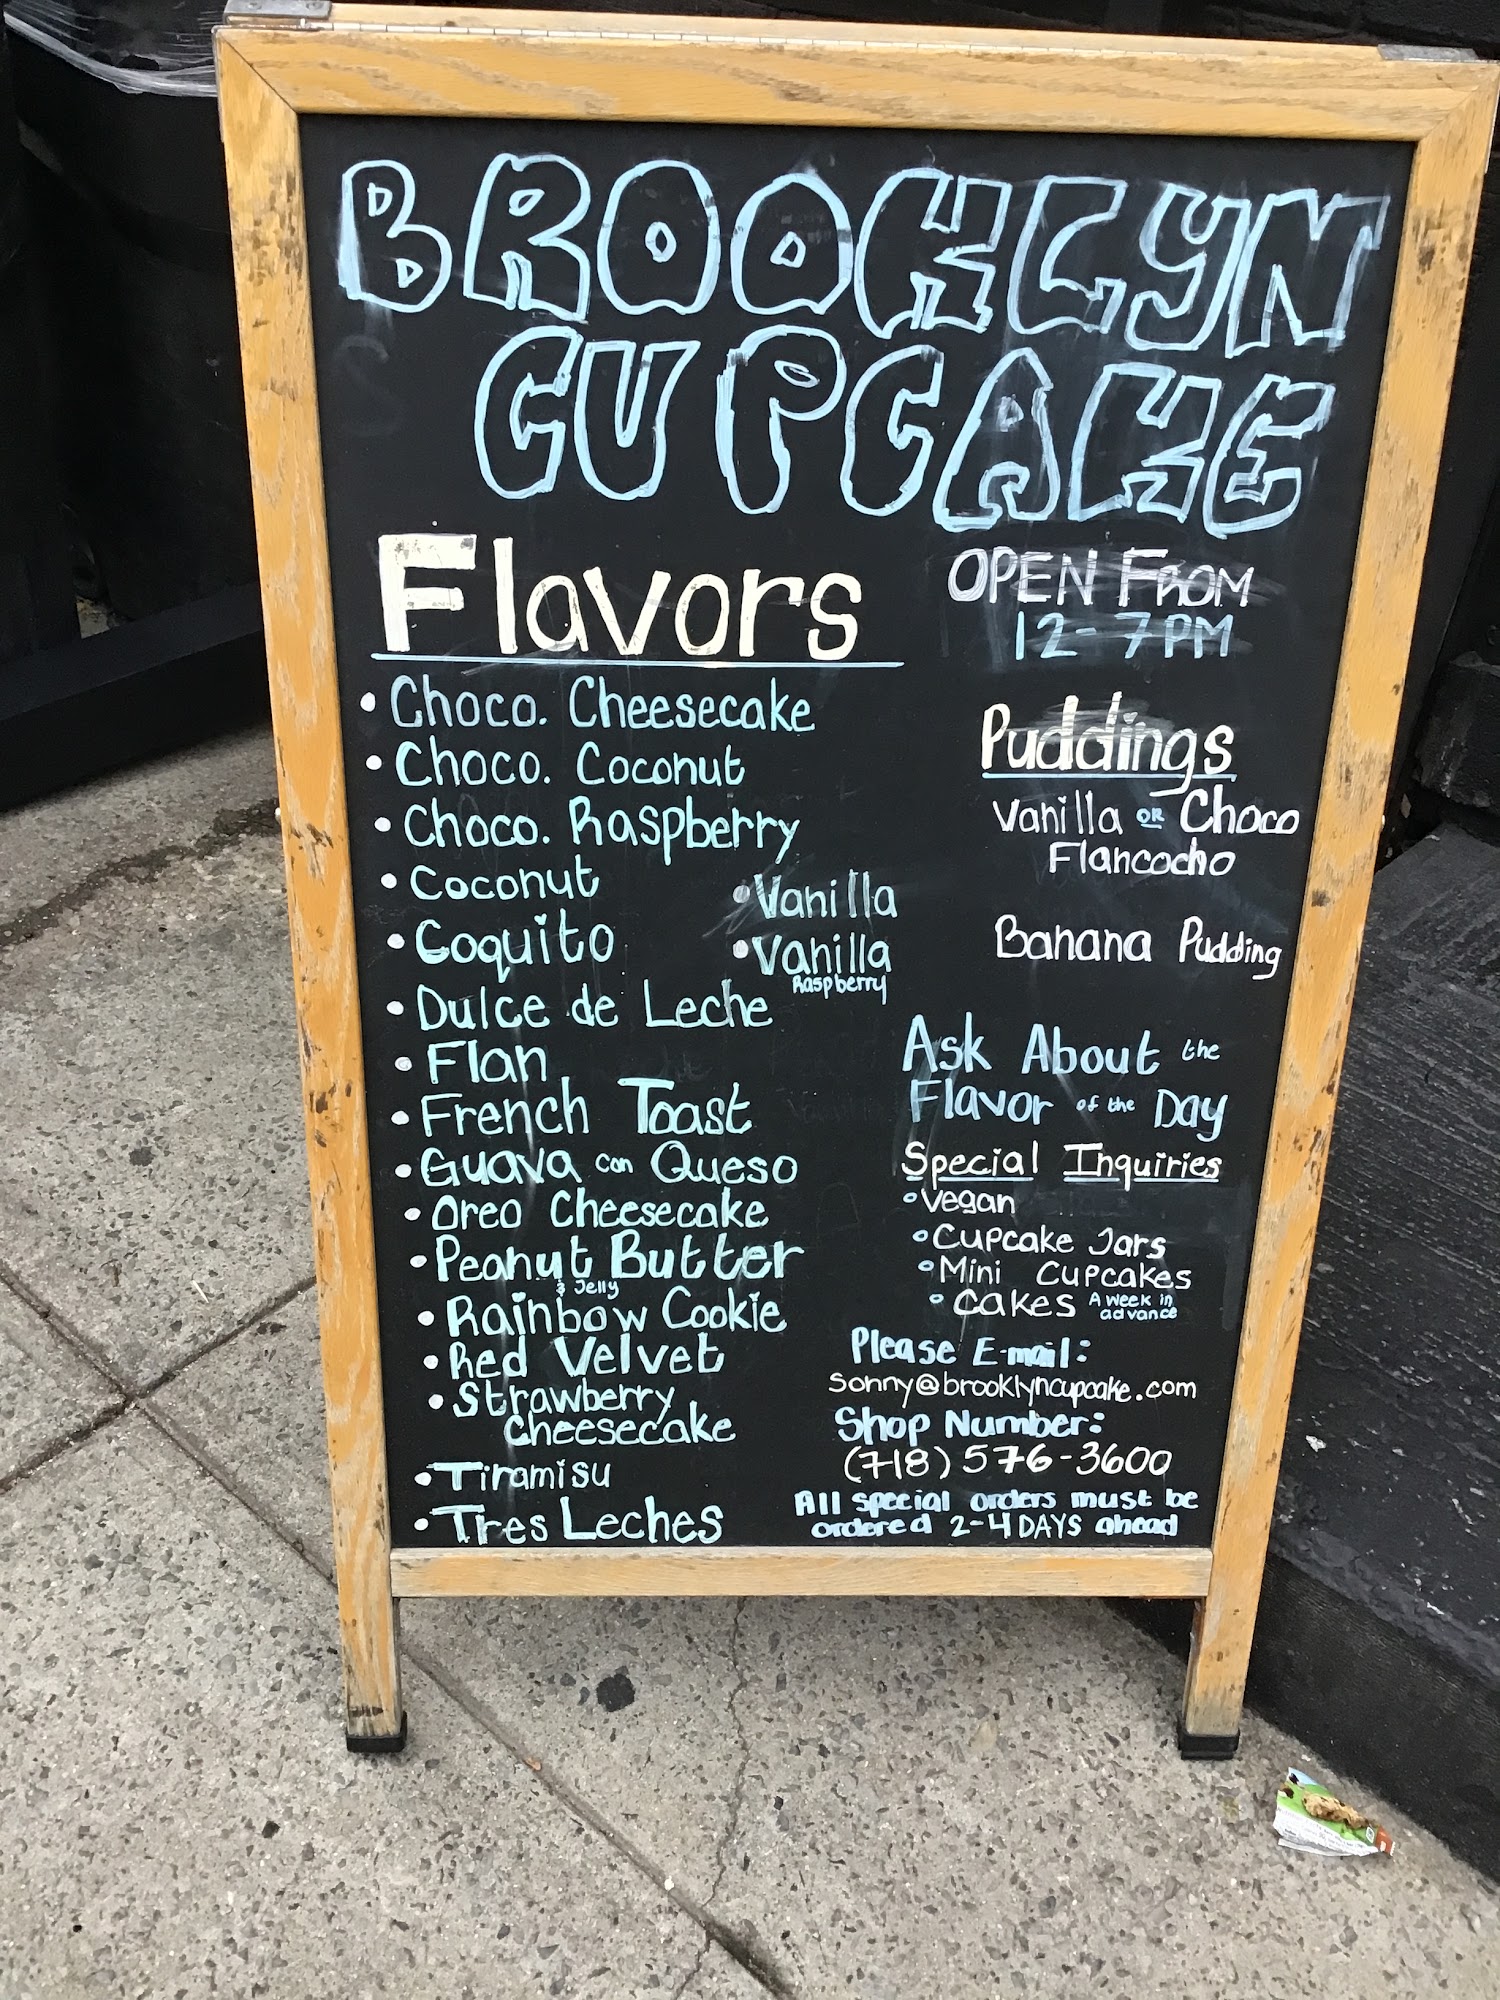 BROOKLYN
CUPCAKE
Flavors
• Choco. Cheesecake
• Choco. Coconut
• Choco. Raspberry
• Coconut
• Coquito
• Dulce de Leche
• Flan
• French Toast
• Guava con Queso
• Oreo Cheesecake
• Peanut Butter
& Jelly
• Rainbow Cookie
• Red Velvet
• Strawberry
Cheesecake
• Tiramisu
• Tres Leches
• Vanilla
• Vanilla
Raspberry
OPEN FROM
12-7PM
Puddings
Vanilla OR Choco
Flancocho
Banana Pudding
Ask About the
Flavor of the Day
Special Inquiries
• Vegan
• Cupcake Jars
• Mini Cupcakes
• Cakes A week in
advance
Please E-mail:
sonny@brooklyncupcake.com
Shop Number:
(718) 576-3600
All special orders must be
ordered 2-4 DAYS ahead